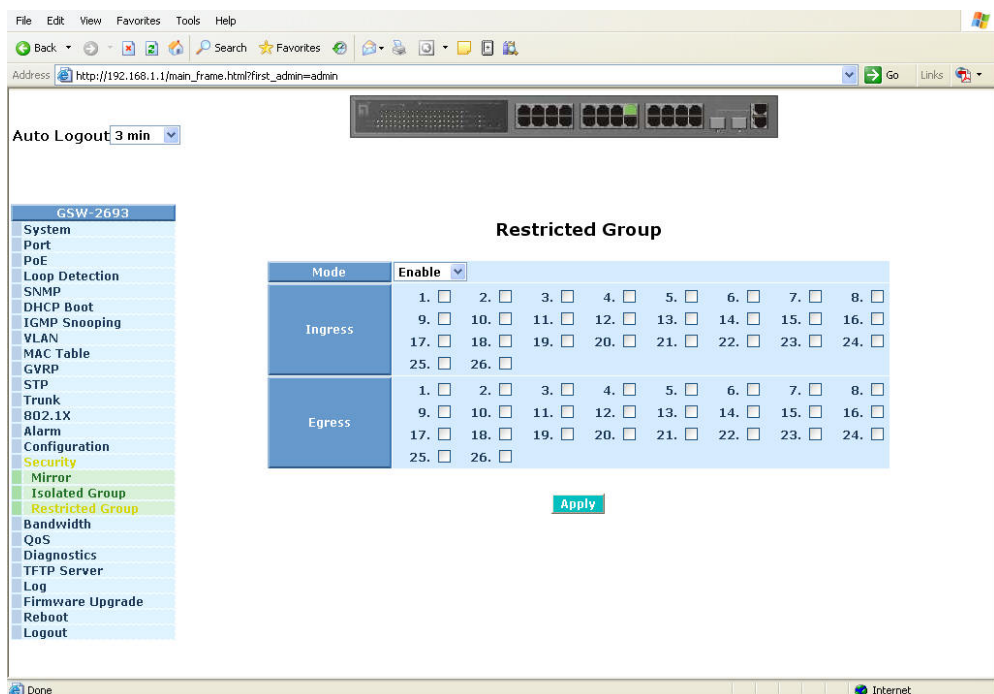 File Edit View Favorites Tools Help
Back Search Favorites
Address http://192.168.1.1/main_frame.html?first_admin=admin Go Links
Auto Logout 3 min
GSW-2693
System
Port
PoE
Loop Detection
SNMP
DHCP Boot
IGMP Snooping
VLAN
MAC Table
GVRP
STP
Trunk
802.1X
Alarm
Configuration
Security
Mirror
Isolated Group
Restricted Group
Bandwidth
QoS
Diagnostics
TFTP Server
Log
Firmware Upgrade
Reboot
Logout
Restricted Group
Mode Enable
Ingress
1. 2. 3. 4. 5. 6. 7. 8.
9. 10. 11. 12. 13. 14. 15. 16.
17. 18. 19. 20. 21. 22. 23. 24.
25. 26.
Egress
1. 2. 3. 4. 5. 6. 7. 8.
9. 10. 11. 12. 13. 14. 15. 16.
17. 18. 19. 20. 21. 22. 23. 24.
25. 26.
Apply
Done Internet